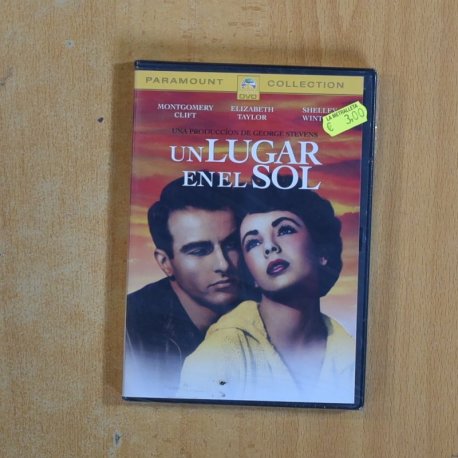 PARAMOUNT DVD COLLECTION
MONTGOMERY CLIFT
ELIZABETH TAYLOR
SHELLEY
LA METRALLETA
€ 3,00
UNA PRODUCCIÓN DE GEORGE STEVENS
UN LUGAR
EN EL SOL